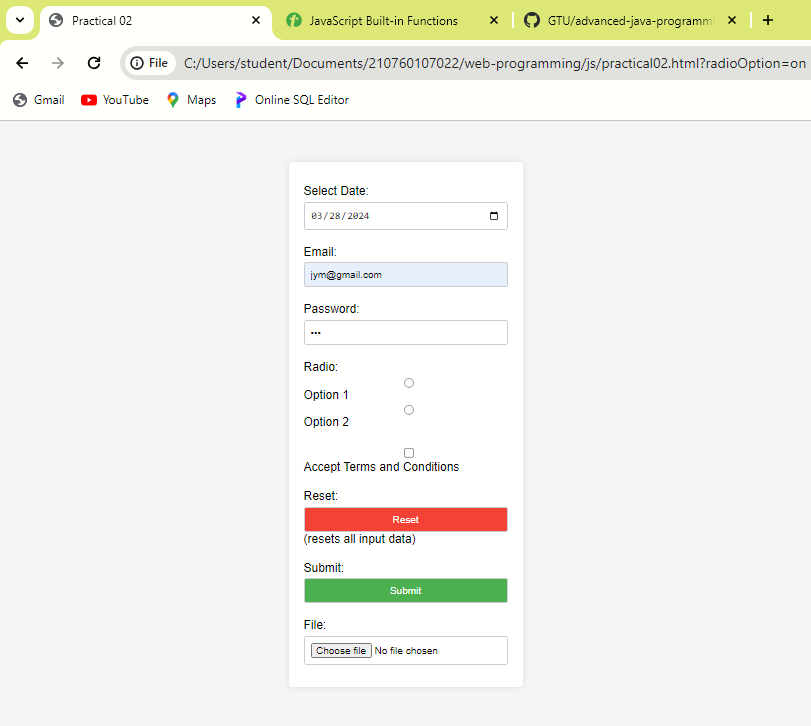 Practical 02
JavaScript Built-in Functions
GTU/advanced-java-programm
File
C:/Users/student/Documents/210760107022/web-programming/js/practical02.html?radioOption=on
Gmail
YouTube
Maps
Online SQL Editor
Select Date:
03/28/2024
Email:
jym@gmail.com
Password:
•••
Radio:
Option 1
Option 2
Accept Terms and Conditions
Reset:
Reset
(resets all input data)
Submit:
Submit
File:
Choose file No file chosen